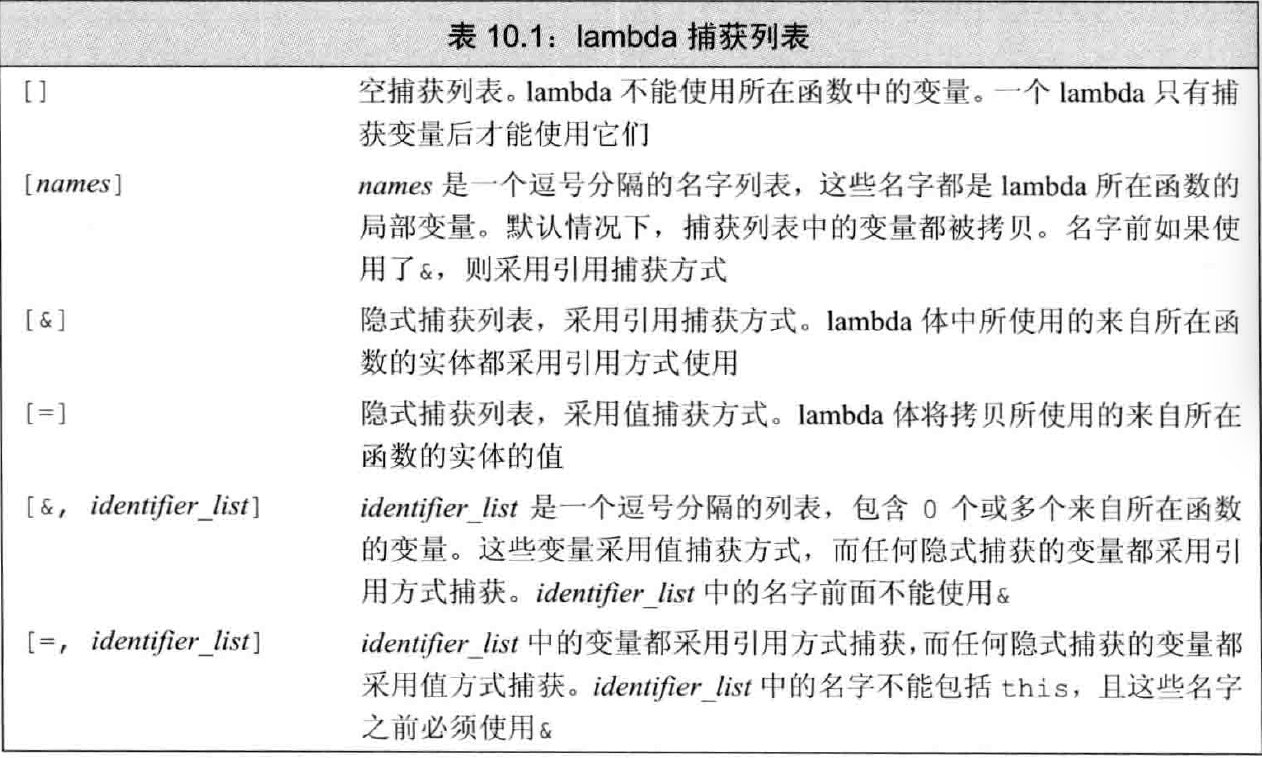 表 10.1：lambda 捕获列表
[] 空捕获列表。lambda 不能使用所在函数中的变量。一个 lambda 只有捕
获变量后才能使用它们
[names] names 是一个逗号分隔的名字列表，这些名字都是 lambda 所在函数的
局部变量。默认情况下，捕获列表中的变量都被拷贝。名字前如果使
用了&，则采用引用捕获方式
[&] 隐式捕获列表，采用引用捕获方式。lambda 体中所使用的来自所在函
数的实体都采用引用方式使用
[=] 隐式捕获列表，采用值捕获方式。lambda 体将拷贝所使用的来自所在
函数的实体的值
[&, identifier_list] identifier_list 是一个逗号分隔的列表，包含 0 个或多个来自所在函数
的变量。这些变量采用值捕获方式，而任何隐式捕获的变量都采用引
用方式捕获。identifier_list 中的名字前面不能使用&
[=, identifier_list] identifier_list 中的变量都采用引用方式捕获，而任何隐式捕获的变量都
采用值方式捕获。identifier_list 中的名字不能包括 this，且这些名字
之前必须使用&